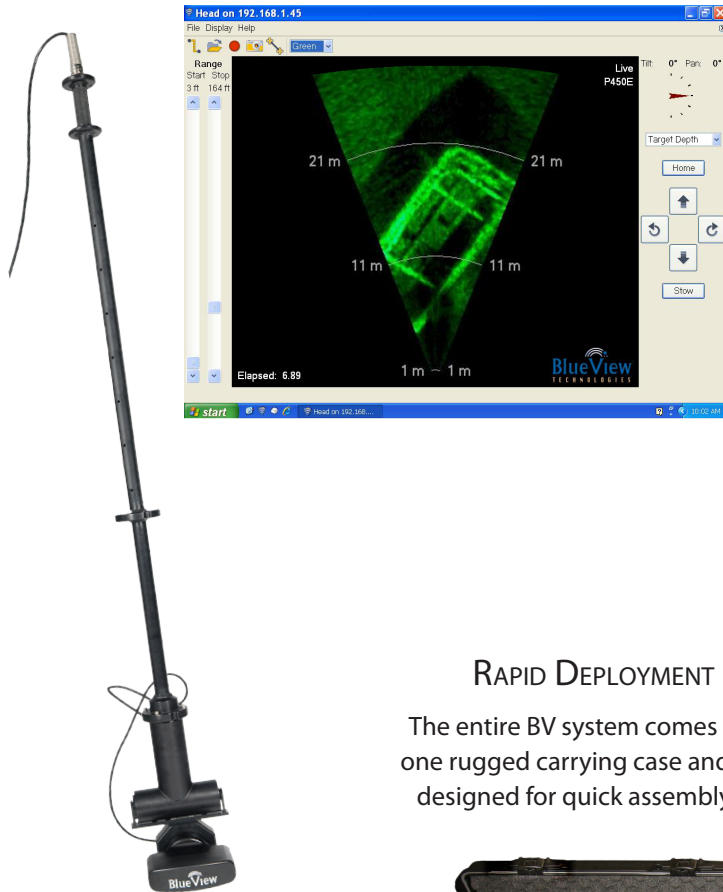 Head on 192.168.1.45
File Display Help
Green
Range
Start Stop
3 ft 164 ft
Live
P450E
21 m 21 m
11 m 11 m
1 m 1 m
Elapsed: 6.89
BlueView
TECHNOLOGIES
Tilt: 0° Pan: 0°
Target Depth
Home
Stow
start
Head on 192.168....
10:02 AM
RAPID DEPLOYMENT
The entire BV system comes
one rugged carrying case and
designed for quick assembly
BlueView